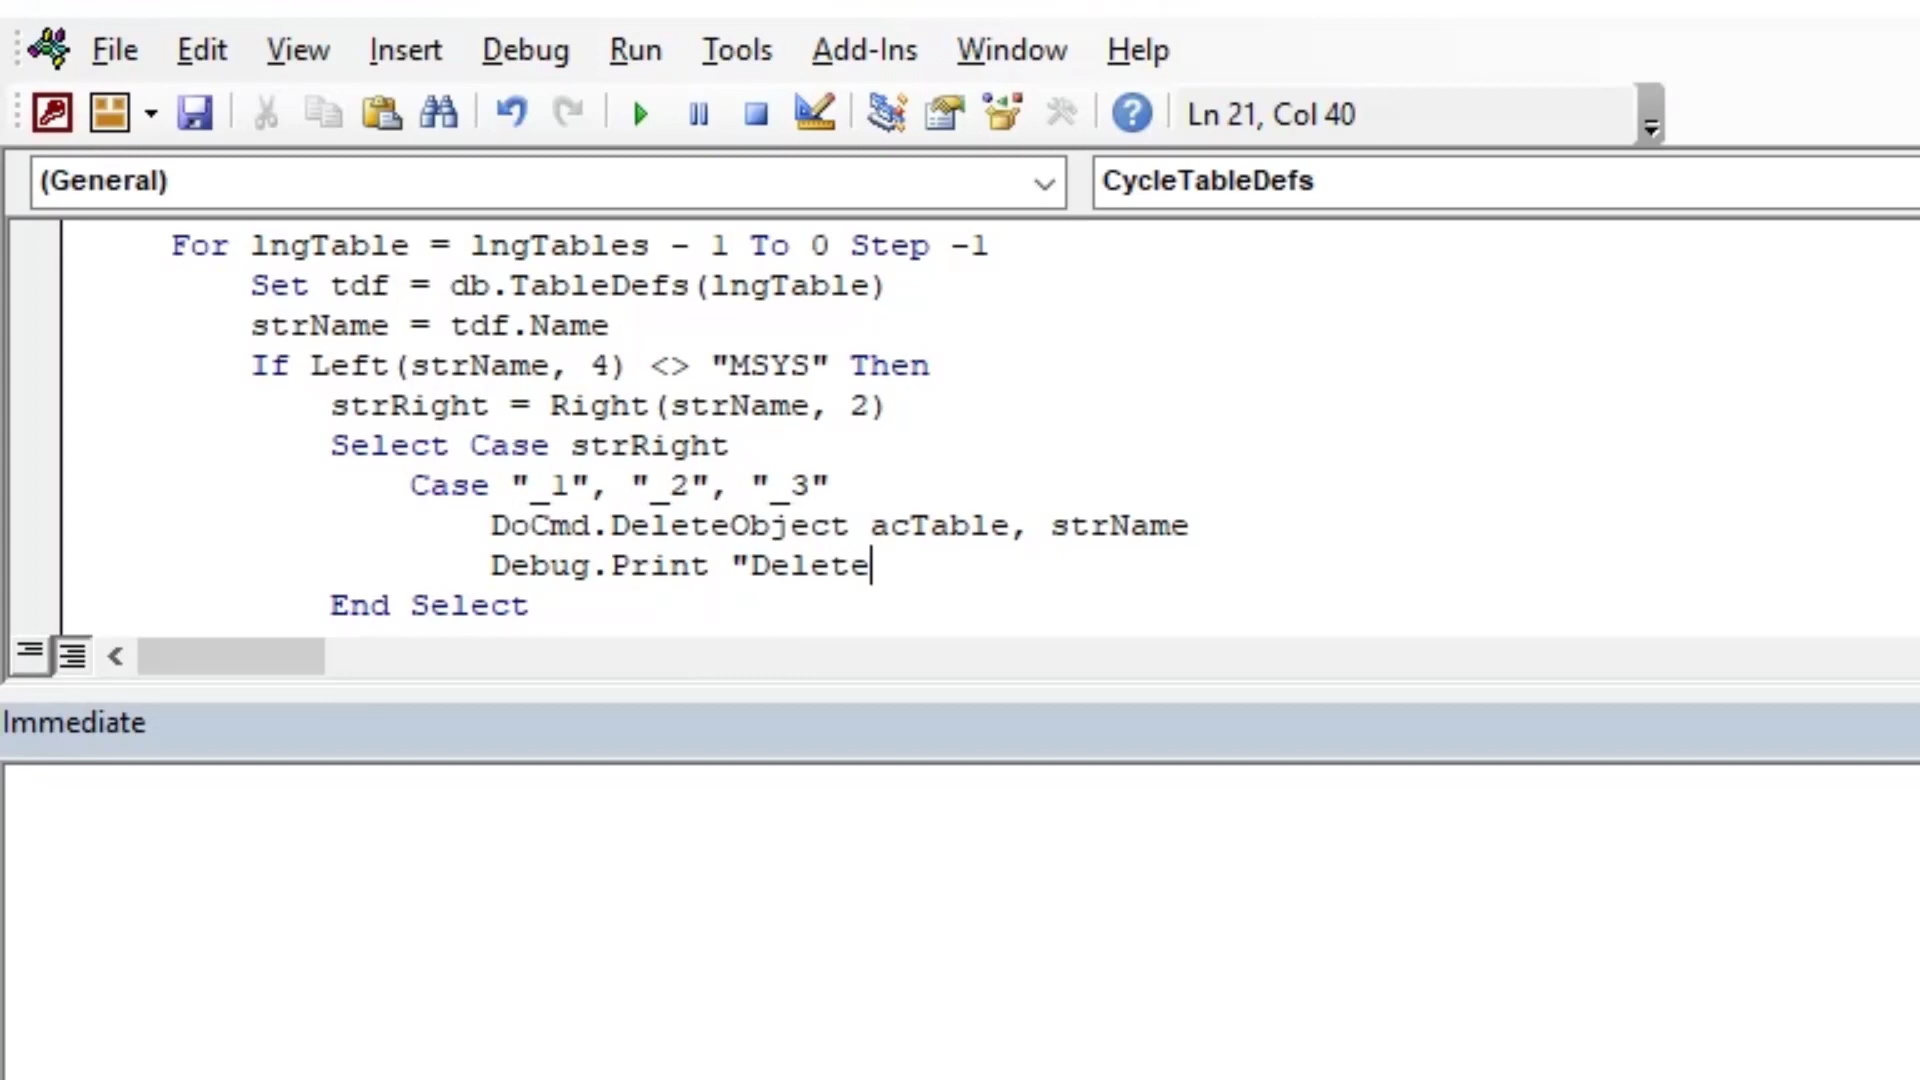 File Edit View Insert Debug Run Tools Add-Ins Window Help
Ln 21, Col 40
(General) CycleTableDefs
For lngTable = lngTables - 1 To 0 Step -1
Set tdf = db.TableDefs(lngTable)
strName = tdf.Name
If Left(strName, 4) <> "MSYS" Then
strRight = Right(strName, 2)
Select Case strRight
Case "_1", "_2", "_3"
DoCmd.DeleteObject acTable, strName
Debug.Print "Delete
End Select
Immediate